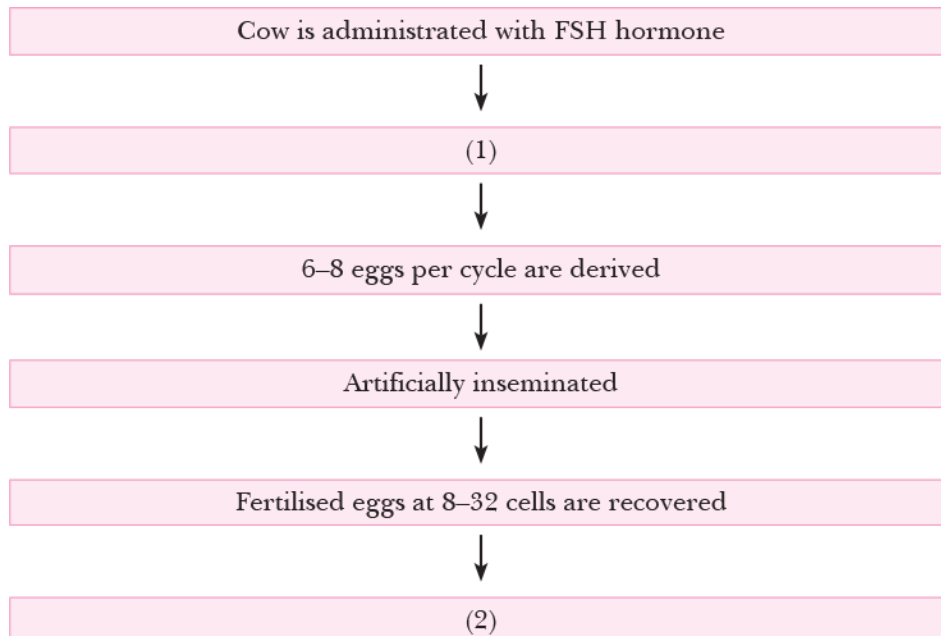 Cow is administrated with FSH hormone
(1)
6–8 eggs per cycle are derived
Artificially inseminated
Fertilised eggs at 8–32 cells are recovered
(2)